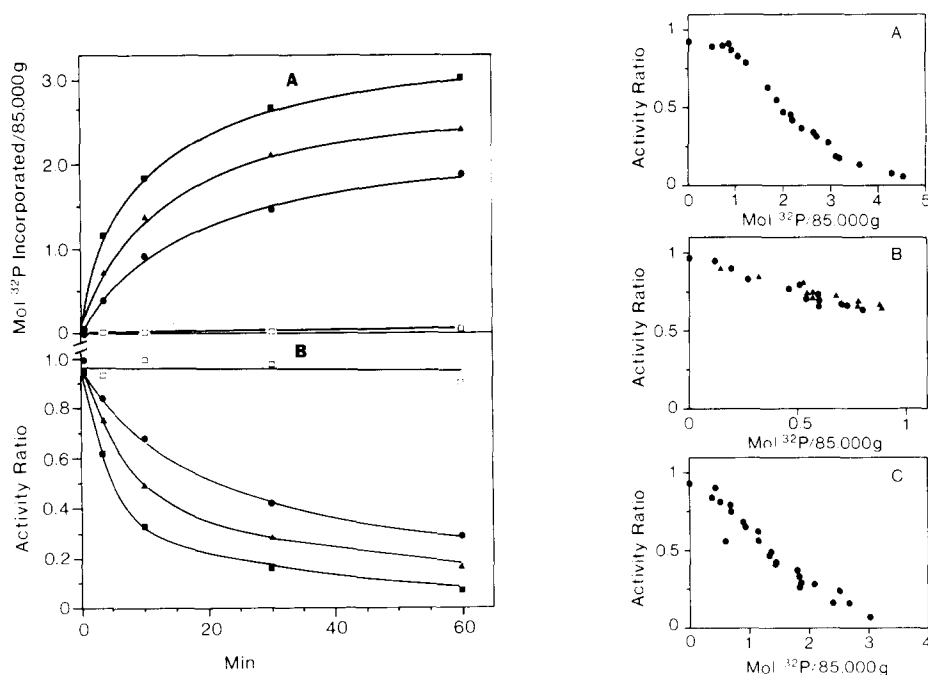 A
Mol ³²P Incorporated/85.000g
3.0
2.0
1.0
0
B
Activity Ratio
1.0
0.8
0.6
0.4
0.2
0
0 20 40 60
Min
A
Activity Ratio
1
0.5
0
0 1 2 3 4 5
Mol ³²P/85.000g
B
Activity Ratio
1
0.5
0
0 0.5 1
Mol ³²P/85.000g
C
Activity Ratio
1
0.5
0
0 1 2 3 4
Mol ³²P/85.000g